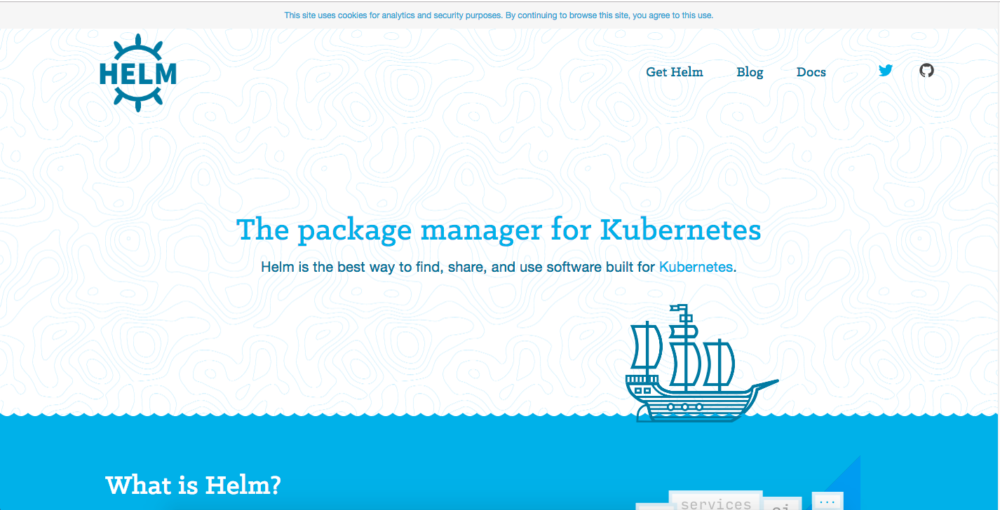 This site uses cookies for analytics and security purposes. By continuing to browse this site, you agree to this use.
HELM
Get Helm Blog Docs
The package manager for Kubernetes
Helm is the best way to find, share, and use software built for Kubernetes.
What is Helm?
services
...